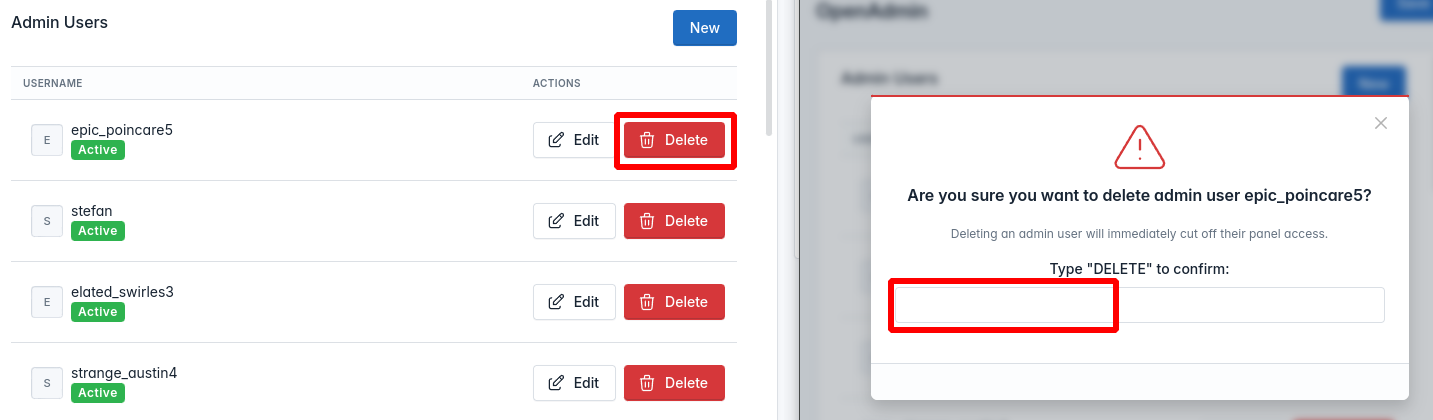 Admin Users
New
USERNAME ACTIONS
E epic_poincare5
Active
Edit Delete
S stefan
Active
Edit Delete
E elated_swirles3
Active
Edit Delete
S strange_austin4
Active
Edit Delete
OpenAdmin
Admin Users
New
Are you sure you want to delete admin user epic_poincare5?
Deleting an admin user will immediately cut off their panel access.
Type "DELETE" to confirm: